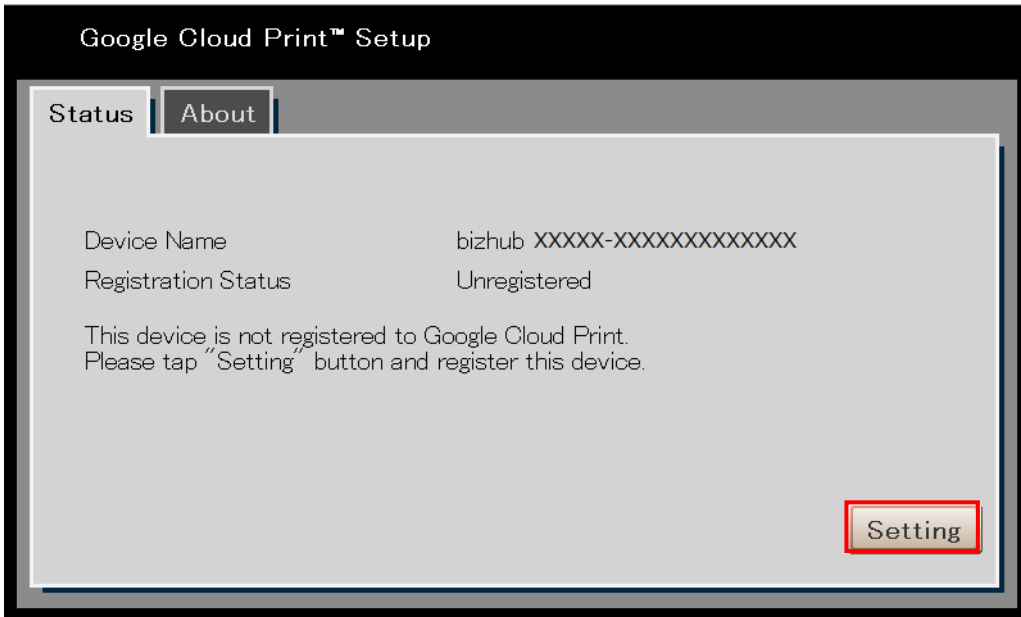 Google Cloud Print™ Setup
Status About
Device Name bizhub XXXXX-XXXXXXXXXXXXX
Registration Status Unregistered
This device is not registered to Google Cloud Print.
Please tap "Setting" button and register this device.
Setting